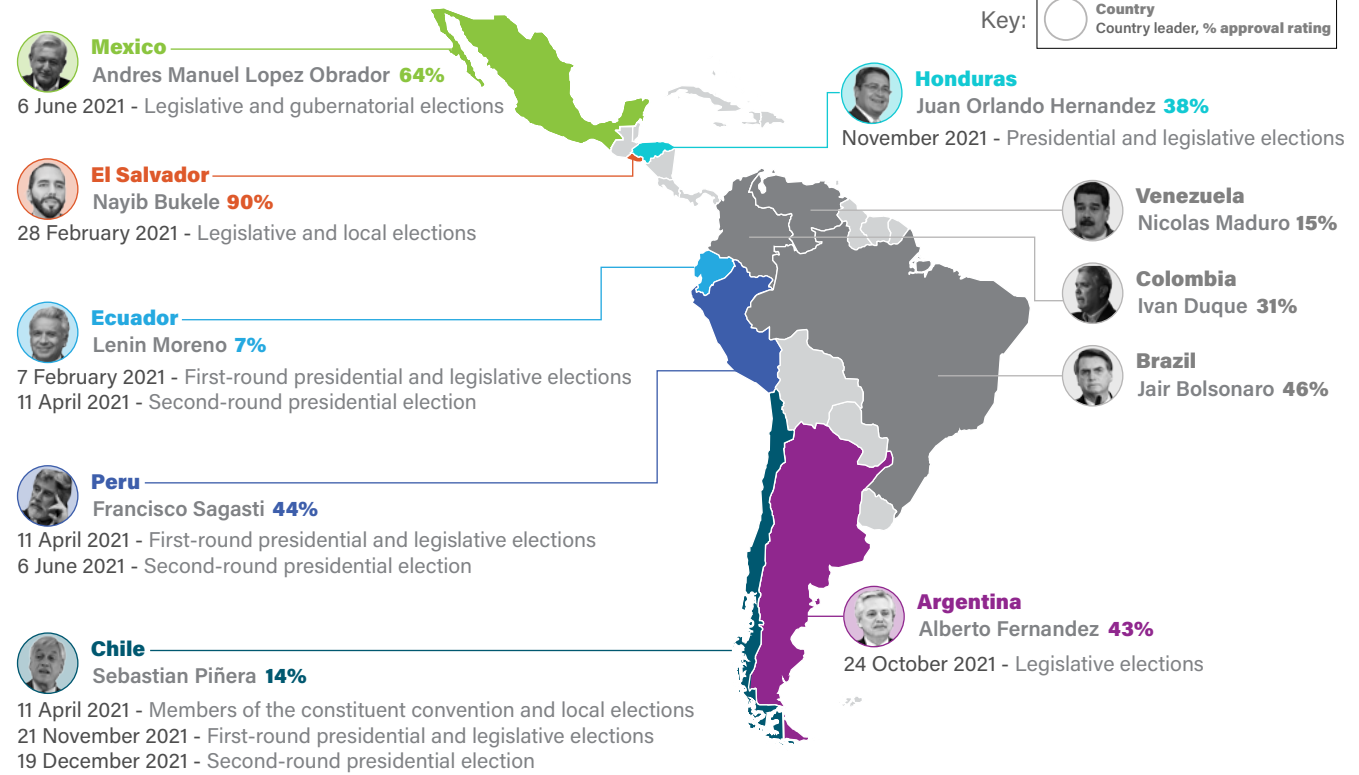 Key:
Country
Country leader, % approval rating
Mexico
Andres Manuel Lopez Obrador 64%
6 June 2021 - Legislative and gubernatorial elections
El Salvador
Nayib Bukele 90%
28 February 2021 - Legislative and local elections
Ecuador
Lenin Moreno 7%
7 February 2021 - First-round presidential and legislative elections
11 April 2021 - Second-round presidential election
Peru
Francisco Sagasti 44%
11 April 2021 - First-round presidential and legislative elections
6 June 2021 - Second-round presidential election
Chile
Sebastian Piñera 14%
11 April 2021 - Members of the constituent convention and local elections
21 November 2021 - First-round presidential and legislative elections
19 December 2021 - Second-round presidential election
Honduras
Juan Orlando Hernandez 38%
November 2021 - Presidential and legislative elections
Venezuela
Nicolas Maduro 15%
Colombia
Ivan Duque 31%
Brazil
Jair Bolsonaro 46%
Argentina
Alberto Fernandez 43%
24 October 2021 - Legislative elections